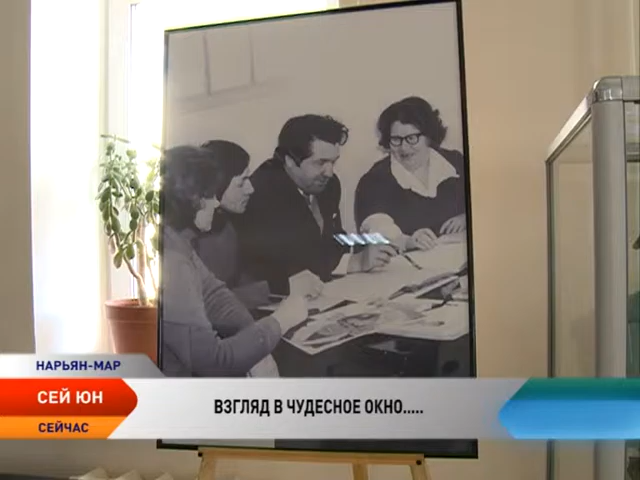 НАРЬЯН-МАР
СЕЙ ЮН
СЕЙЧАС
ВЗГЛЯД В ЧУДЕСНОЕ ОКНО.....